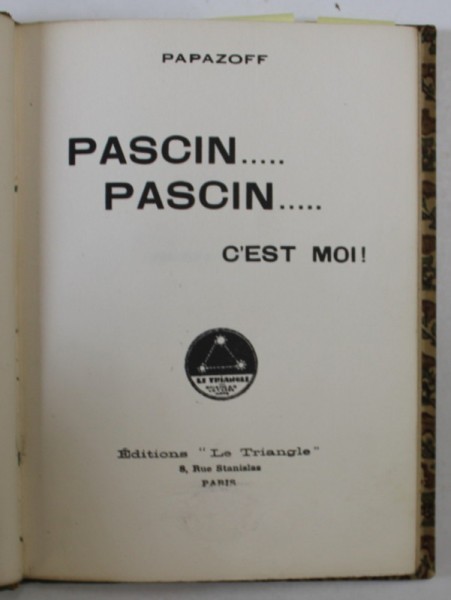 PAPAZOFF
PASCIN.....
PASCIN.....
C'EST MOI!
LE TRIANGLE
Éditions "Le Triangle"
8, Rue Stanislas
PARIS